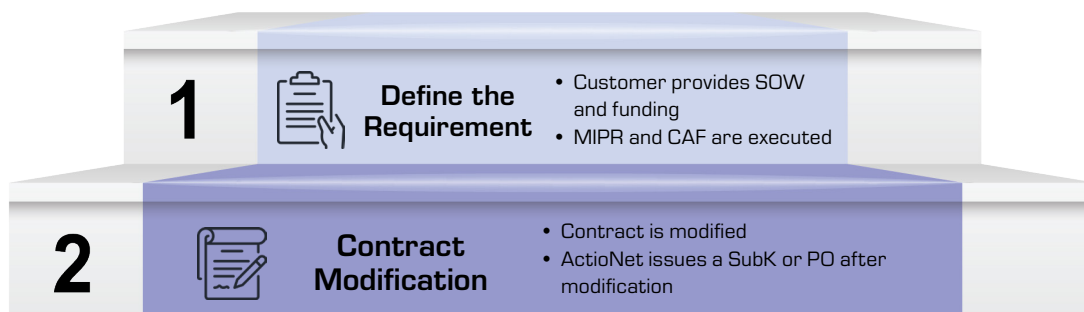 1
Define the
Requirement
• Customer provides SOW
and funding
• MIPR and CAF are executed
2
Contract
Modification
• Contract is modified
• ActioNet issues a SubK or PO after
modification